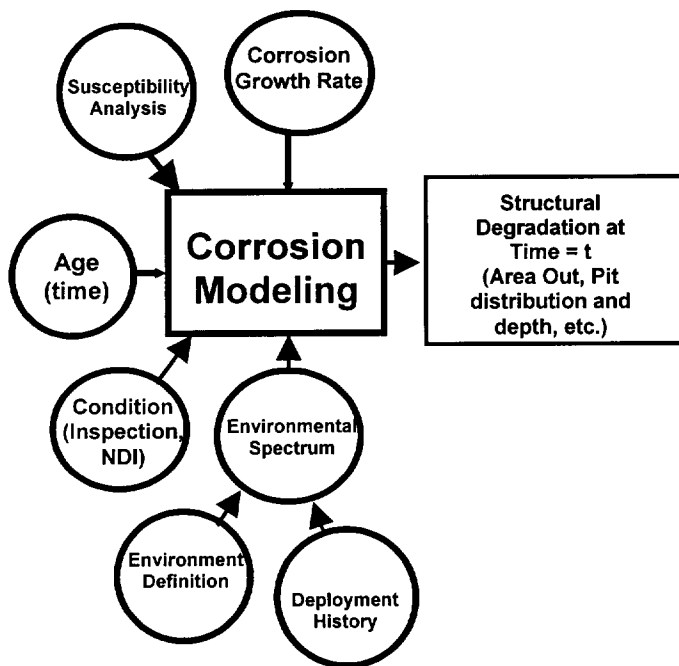 Susceptibility
Analysis
Corrosion
Growth Rate
Age
(time)
Corrosion
Modeling
Structural
Degradation at
Time = t
(Area Out, Pit
distribution and
depth, etc.)
Condition
(Inspection,
NDI)
Environmental
Spectrum
Environment
Definition
Deployment
History